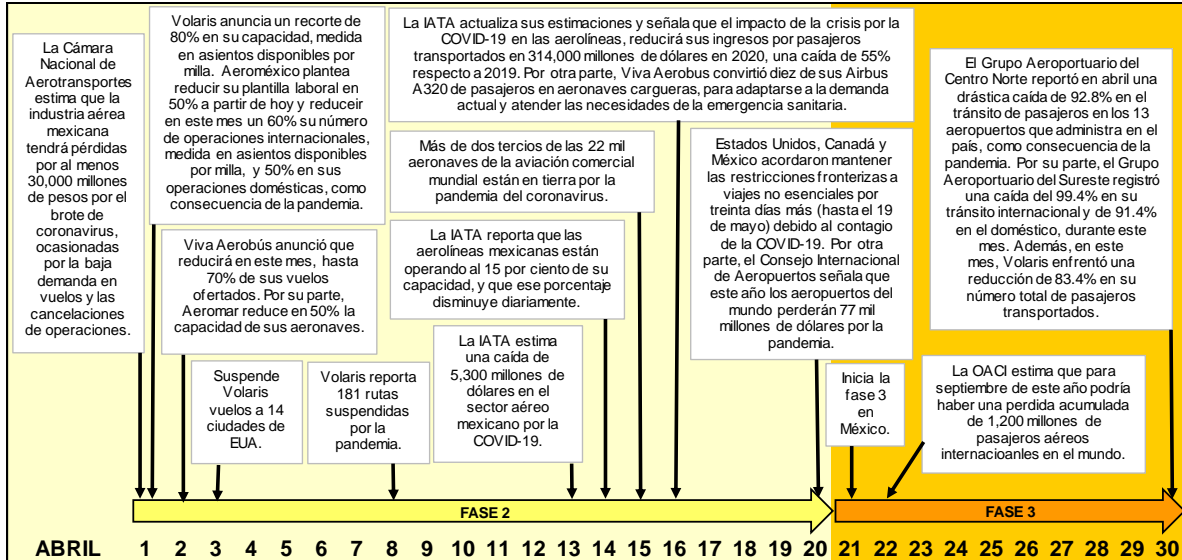 La Cámara
Nacional de
Aerotransportes
estima que la
industria aérea
mexicana
tendrá pérdidas
por al menos
30,000 millones
de pesos por el
brote de
coronavirus,
ocasionadas
por la baja
demanda en
vuelos y las
cancelaciones
de operaciones.
Volaris anuncia un recorte de
80% en su capacidad, medida
en asientos disponibles por
milla. Aeroméxico plantea
reducir su plantilla laboral en
50% a partir de hoy y reduceir
en este mes un 60% su número
de operaciones internacionales,
medida en asientos disponibles
por milla, y 50% en sus
operaciones domésticas, como
consecuencia de la pandemia.
Viva Aerobús anunció que
reducirá en este mes, hasta
70% de sus vuelos
ofertados. Por su parte,
Aeromar reduce en 50% la
capacidad de sus aeronaves.
Suspende
Volaris
vuelos a 14
ciudades de
EUA.
Volaris reporta
181 rutas
suspendidas
por la
pandemia.
La IATA estima
una caída de
5,300 millones de
dólares en el
sector aéreo
mexicano por la
COVID-19.
La IATA reporta que las
aerolíneas mexicanas están
operando al 15 por ciento de su
capacidad, y que ese porcentaje
disminuye diariamente.
Más de dos tercios de las 22 mil
aeronaves de la aviación comercial
mundial están en tierra por la
pandemia del coronavirus.
La IATA actualiza sus estimaciones y señala que el impacto de la crisis por la
COVID-19 en las aerolíneas, reducirá sus ingresos por pasajeros
transportados en 314,000 millones de dólares en 2020, una caída de 55%
respecto a 2019. Por otra parte, Viva Aerobus convirtió diez de sus Airbus
A320 de pasajeros en aeronaves cargueras, para adaptarse a la demanda
actual y atender las necesidades de la emergencia sanitaria.
Estados Unidos, Canadá y
México acordaron mantener
las restricciones fronterizas a
viajes no esenciales por
treinta días más (hasta el 19
de mayo) debido al contagio
de la COVID-19. Por otra
parte, el Consejo Internacional
de Aeropuertos señala que
este año los aeropuertos del
mundo perderán 77 mil
millones de dólares por la
pandemia.
Inicia la
fase 3
en
México.
La OACI estima que para
septiembre de este año podría
haber una perdida acumulada
de 1,200 millones de
pasajeros aéreos
internacioanles en el mundo.
El Grupo Aeroportuario del
Centro Norte reportó en abril una
drástica caída de 92.8% en el
tránsito de pasajeros en los 13
aeropuertos que administra en el
país, como consecuencia de la
pandemia. Por su parte, el Grupo
Aeroportuario del Sureste registró
una caída del 99.4% en su
tránsito internacional y de 91.4%
en el doméstico, durante este
mes. Además, en este
mes, Volaris enfrentó una
reducción de 83.4% en su
número total de pasajeros
transportados.
FASE 2
FASE 3
ABRIL 1 2 3 4 5 6 7 8 9 10 11 12 13 14 15 16 17 18 19 20 21 22 23 24 25 26 27 28 29 30